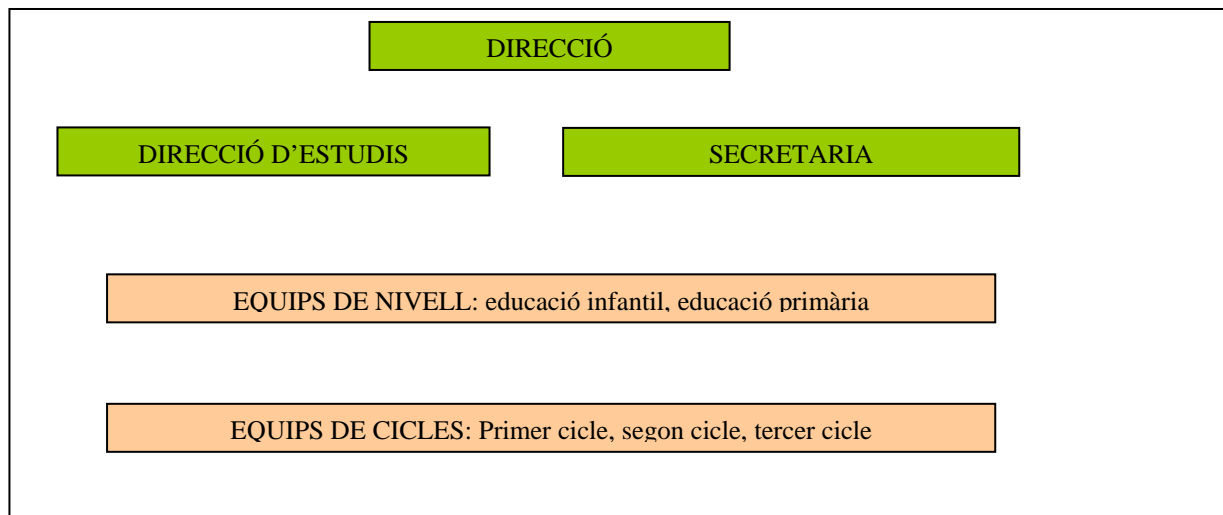 DIRECCIÓ
DIRECCIÓ D'ESTUDIS
SECRETARIA
EQUIPS DE NIVELL: educació infantil, educació primària
EQUIPS DE CICLES: Primer cicle, segon cicle, tercer cicle